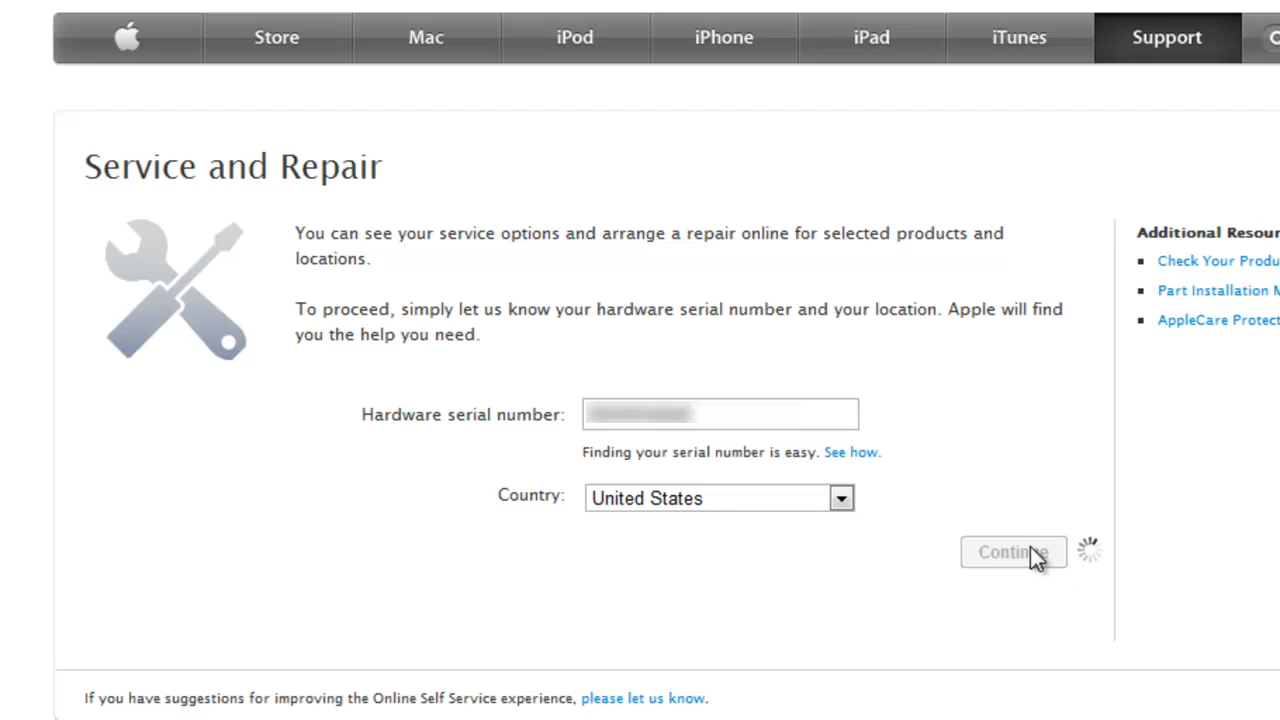 Store Mac iPod iPhone iPad iTunes Support
Service and Repair
You can see your service options and arrange a repair online for selected products and
locations.
To proceed, simply let us know your hardware serial number and your location. Apple will find
you the help you need.
Hardware serial number:
Finding your serial number is easy. See how.
Country: United States
Continue
Additional Resour
Check Your Produ
Part Installation M
AppleCare Protect
If you have suggestions for improving the Online Self Service experience, please let us know.